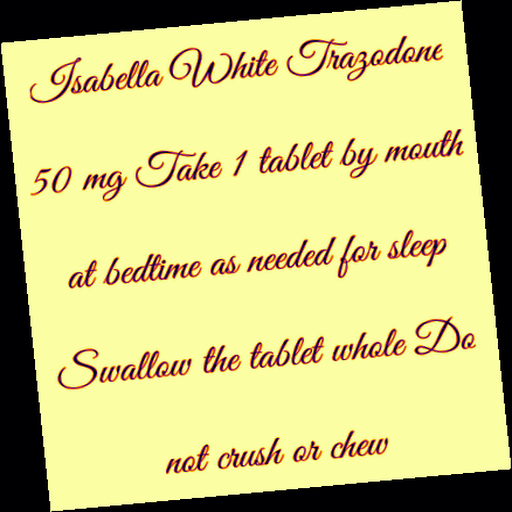 Isabella White Trazodone
50 mg Take 1 tablet by mouth
at bedtime as needed for sleep
Swallow the tablet whole Do
not crush or chew